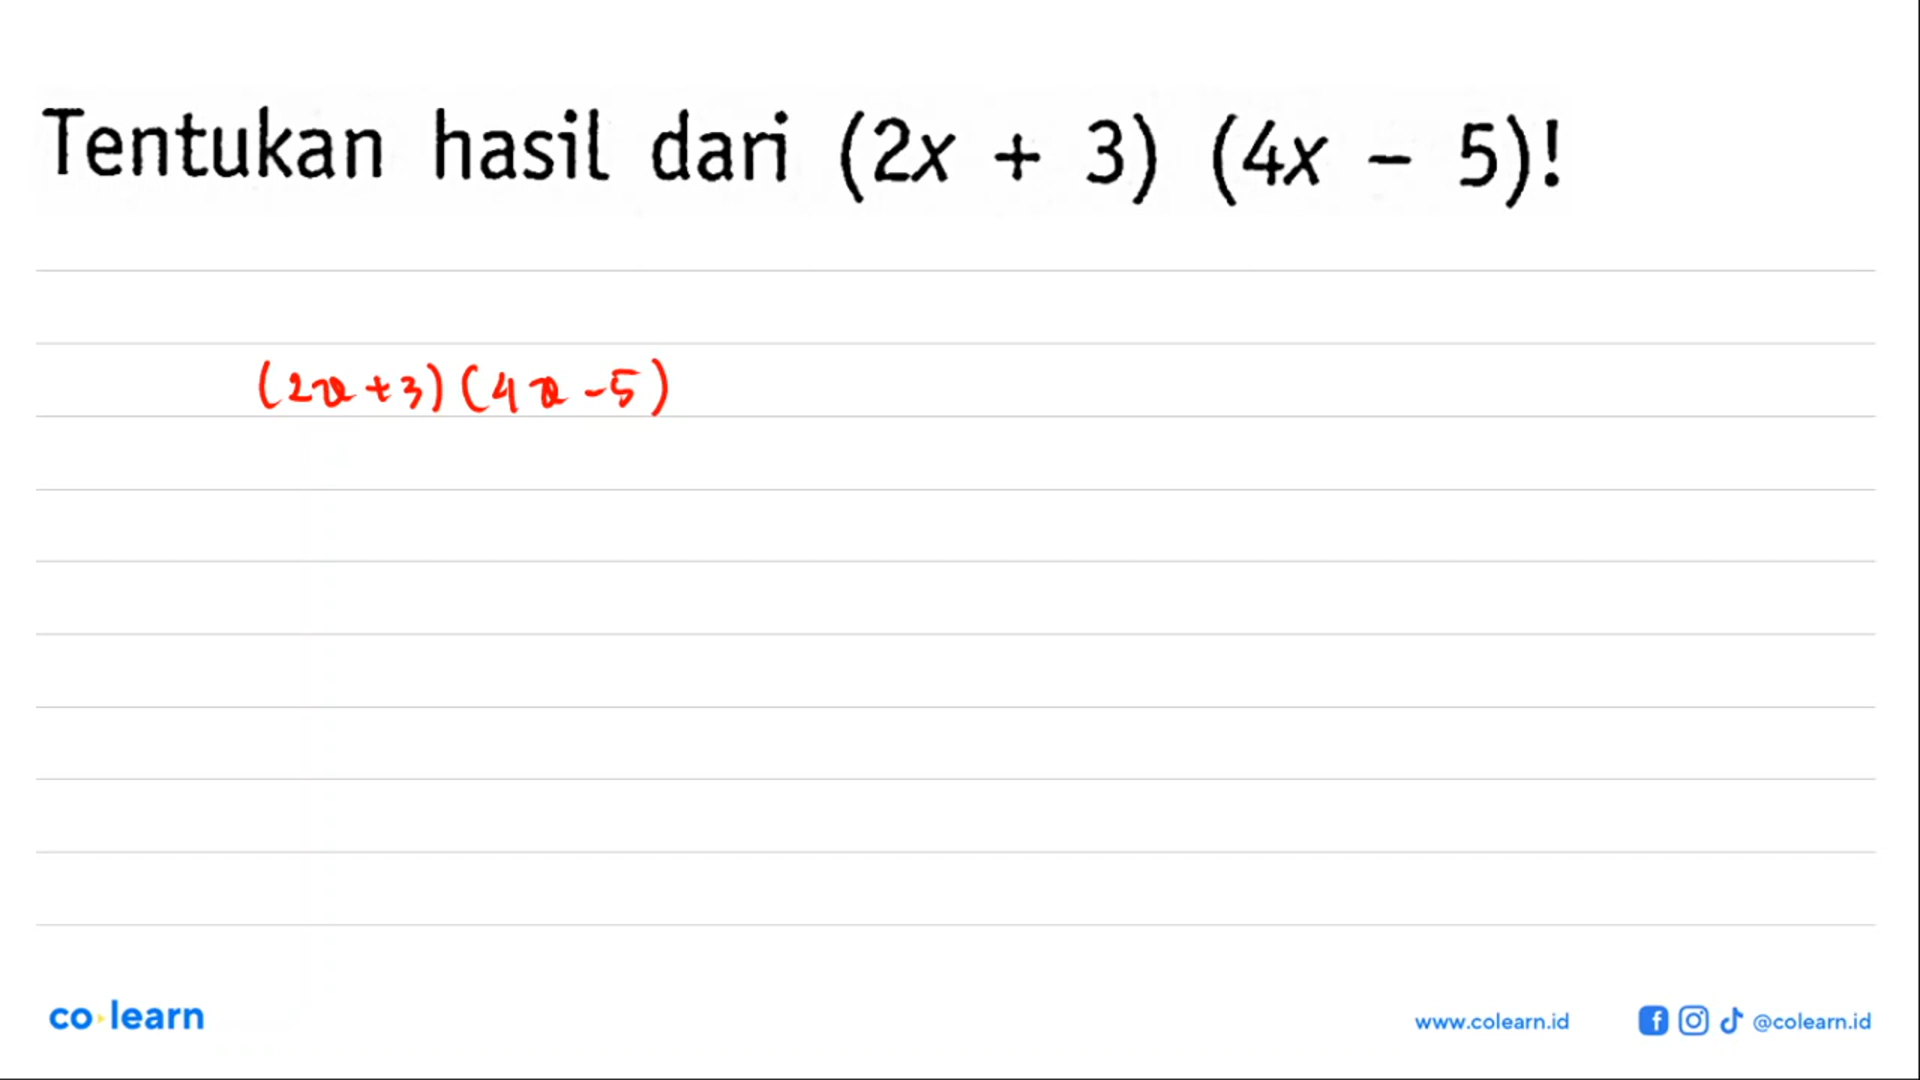 Tentukan hasil dari (2x + 3) (4x - 5)!
(2x+3)(4x-5)
co learn
www.colearn.id @colearn.id